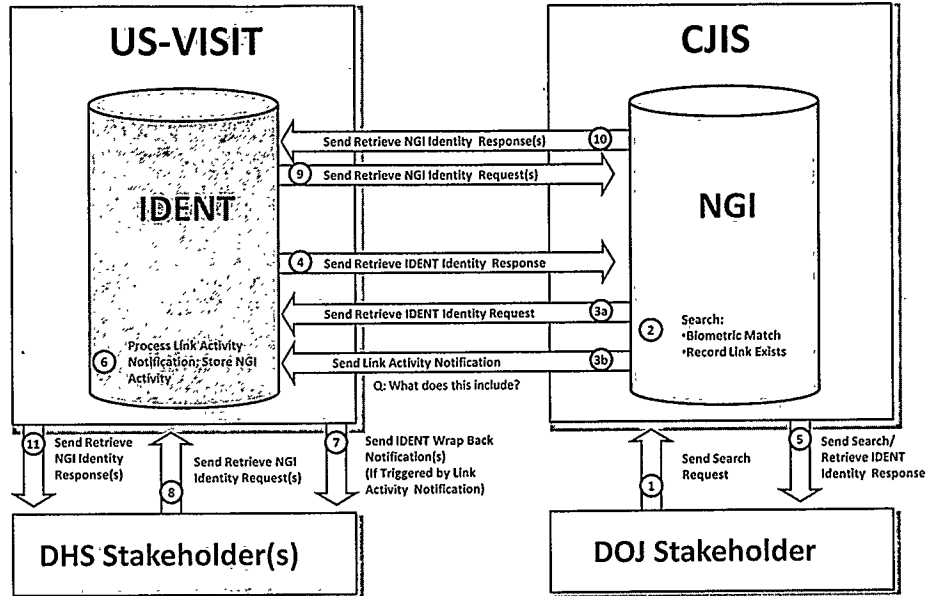 US-VISIT
CJIS
IDENT
NGI
Send Retrieve NGI Identity Response(s)
10
9
Send Retrieve NGI Identity Request(s)
4
Send Retrieve IDENT Identity Response
Send Retrieve IDENT Identity Request
3a
Send Link Activity Notification
3b
Q: What does this include?
2
Search:
•Biometric Match
•Record Link Exists
6
Process Link Activity
Notification; Store NGI
Activity
11
Send Retrieve
NGI Identity
Response(s)
8
Send Retrieve NGI
Identity Request(s)
7
Send IDENT Wrap Back
Notification(s)
(If Triggered by Link
Activity Notification)
1
Send Search
Request
5
Send Search/
Retrieve IDENT
Identity Response
DHS Stakeholder(s)
DOJ Stakeholder